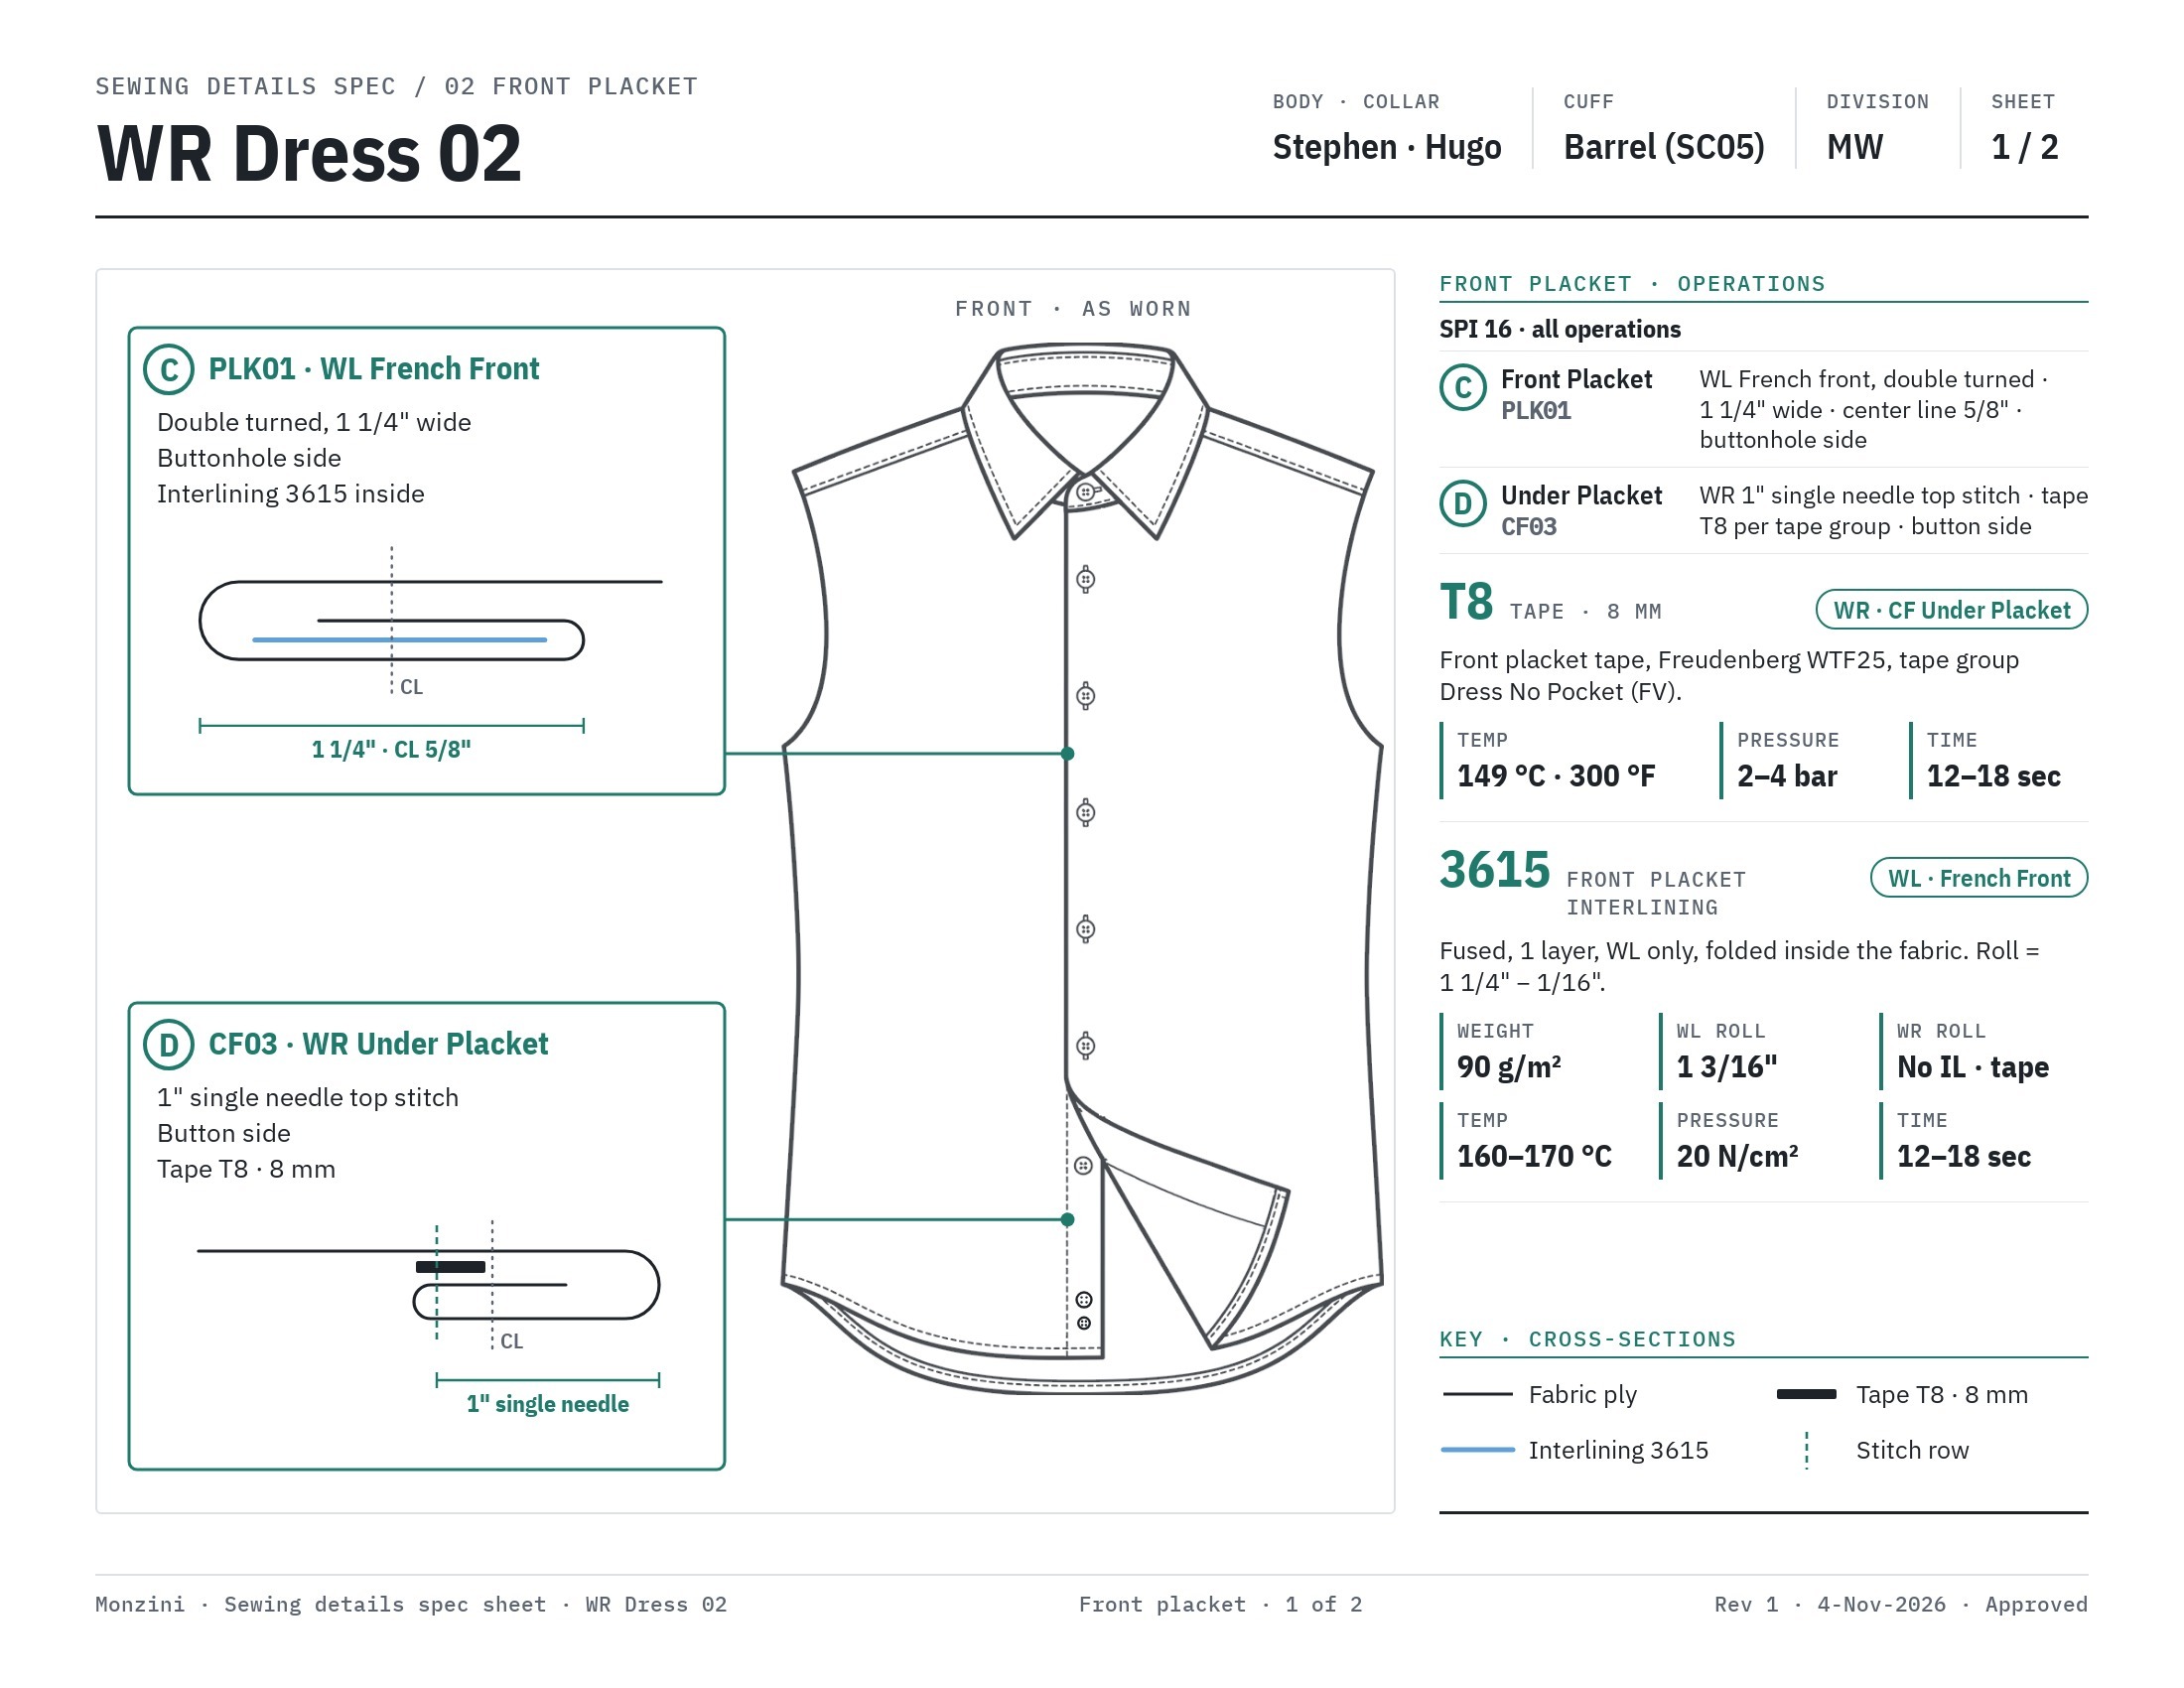 SEWING DETAILS SPEC / 02 FRONT PLACKET
WR Dress 02
BODY · COLLAR
Stephen · Hugo
CUFF
Barrel (SC05)
DIVISION
MW
SHEET
1 / 2
FRONT · AS WORN
C PLK01 · WL French Front
Double turned, 1 1/4" wide
Buttonhole side
Interlining 3615 inside
CL
1 1/4" · CL 5/8"
D CF03 · WR Under Placket
1" single needle top stitch
Button side
Tape T8 · 8 mm
CL
1" single needle
FRONT PLACKET · OPERATIONS
SPI 16 · all operations
C Front Placket
PLK01
WL French front, double turned ·
1 1/4" wide · center line 5/8" ·
buttonhole side
D Under Placket
CF03
WR 1" single needle top stitch · tape
T8 per tape group · button side
T8 TAPE · 8 MM
WR · CF Under Placket
Front placket tape, Freudenberg WTF25, tape group
Dress No Pocket (FV).
TEMP
149 °C · 300 °F
PRESSURE
2–4 bar
TIME
12–18 sec
3615 FRONT PLACKET
INTERLINING
WL · French Front
Fused, 1 layer, WL only, folded inside the fabric. Roll =
1 1/4" – 1/16".
WEIGHT
90 g/m²
WL ROLL
1 3/16"
WR ROLL
No IL · tape
TEMP
160–170 °C
PRESSURE
20 N/cm²
TIME
12–18 sec
KEY · CROSS-SECTIONS
Fabric ply
Tape T8 · 8 mm
Interlining 3615
Stitch row
Monzini · Sewing details spec sheet · WR Dress 02
Front placket · 1 of 2
Rev 1 · 4-Nov-2026 · Approved